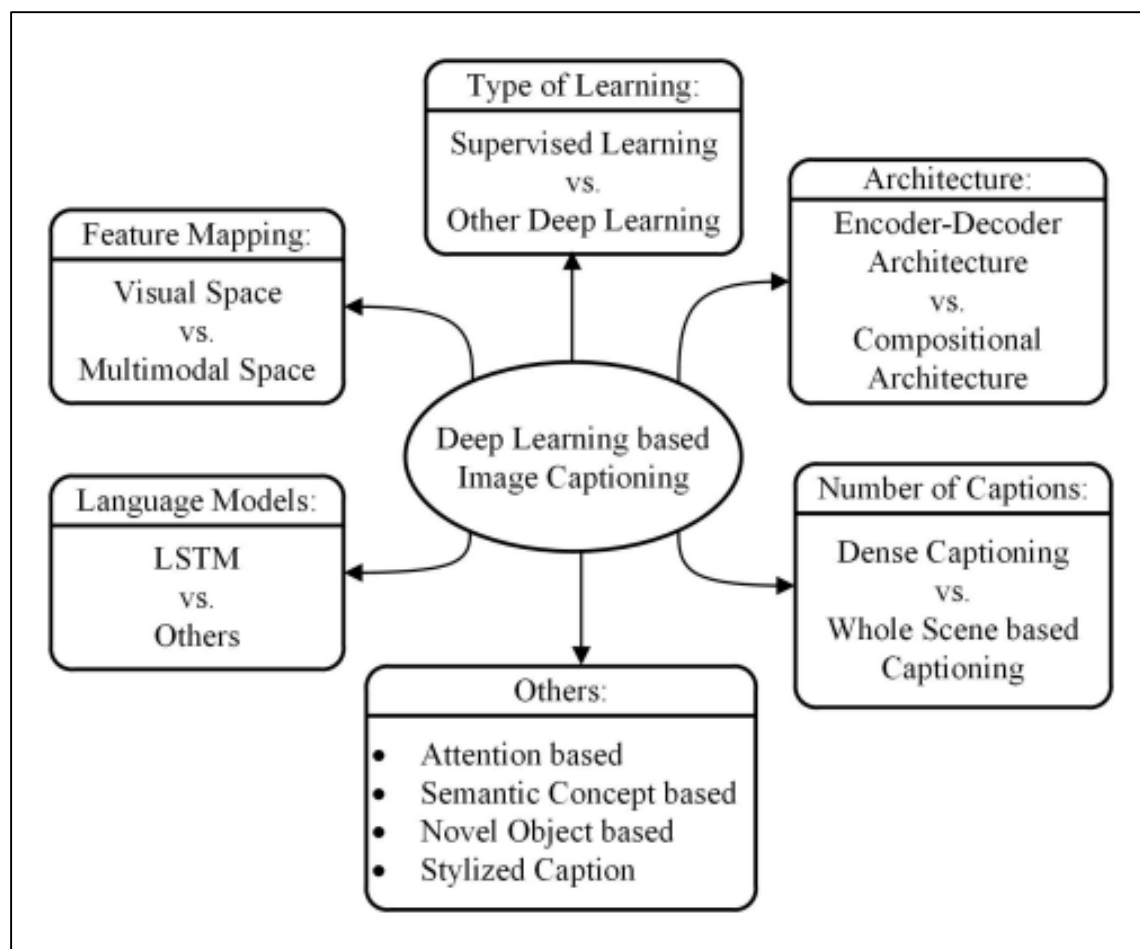 Type of Learning:
Supervised Learning
vs.
Other Deep Learning
Feature Mapping:
Visual Space
vs.
Multimodal Space
Architecture:
Encoder-Decoder
Architecture
vs.
Compositional
Architecture
Deep Learning based
Image Captioning
Language Models:
LSTM
vs.
Others
Number of Captions:
Dense Captioning
vs.
Whole Scene based
Captioning
Others:
• Attention based
• Semantic Concept based
• Novel Object based
• Stylized Caption